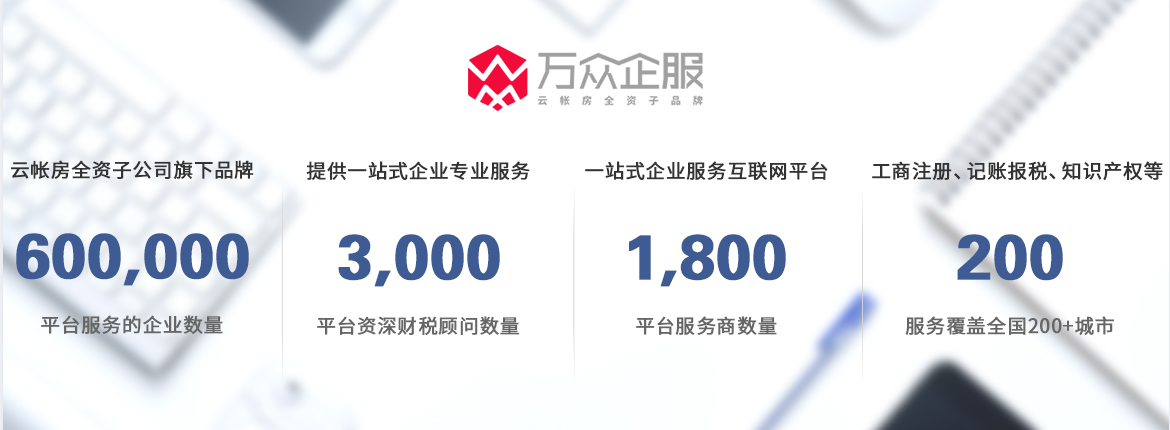 万众企服
云帐房全资子品牌
云帐房全资子公司旗下品牌
600,000
平台服务的企业数量
提供一站式企业专业服务
3,000
平台资深财税顾问数量
一站式企业服务互联网平台
1,800
平台服务商数量
工商注册、记账报税、知识产权等
200
服务覆盖全国200+城市